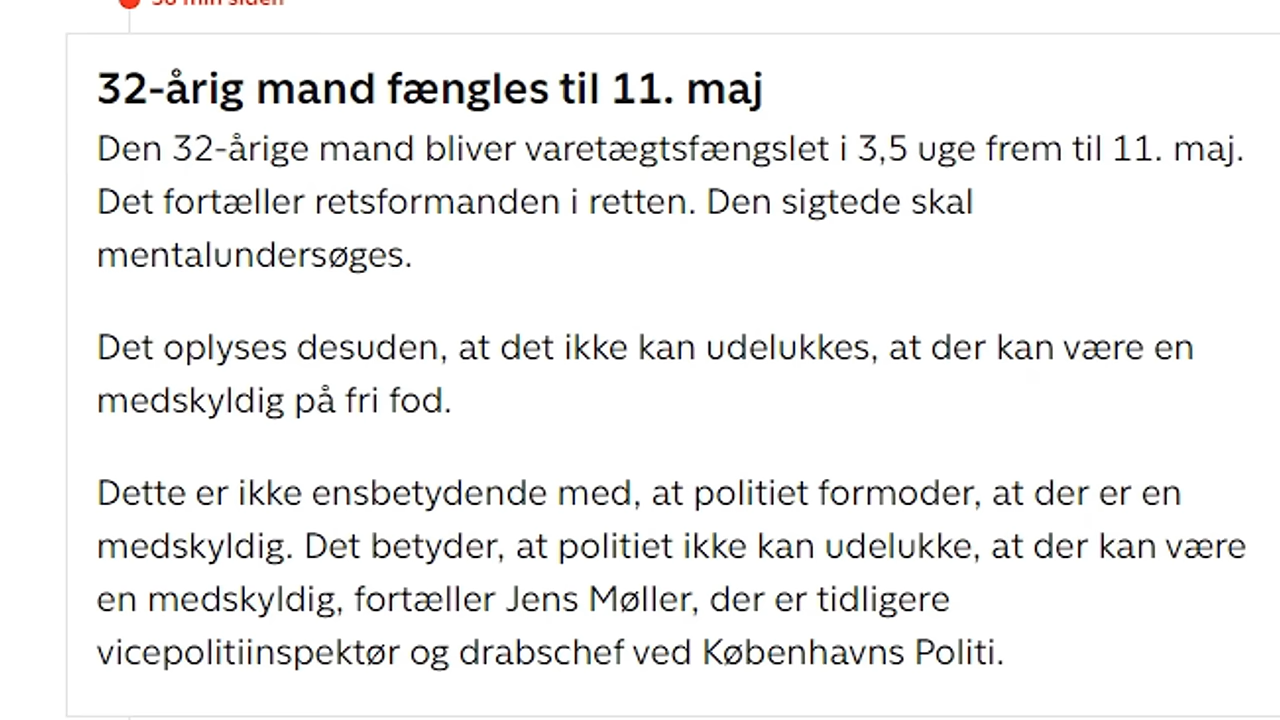 32-årig mand fængles til 11. maj
Den 32-årige mand bliver varetægtsfængslet i 3,5 uge frem til 11. maj.
Det fortæller retsformanden i retten. Den sigtede skal
mentalundersøges.
Det oplyses desuden, at det ikke kan udelukkes, at der kan være en
medskyldig på fri fod.
Dette er ikke ensbetydende med, at politiet formoder, at der er en
medskyldig. Det betyder, at politiet ikke kan udelukke, at der kan være
en medskyldig, fortæller Jens Møller, der er tidligere
vicepolitiinspektør og drabschef ved Københavns Politi.